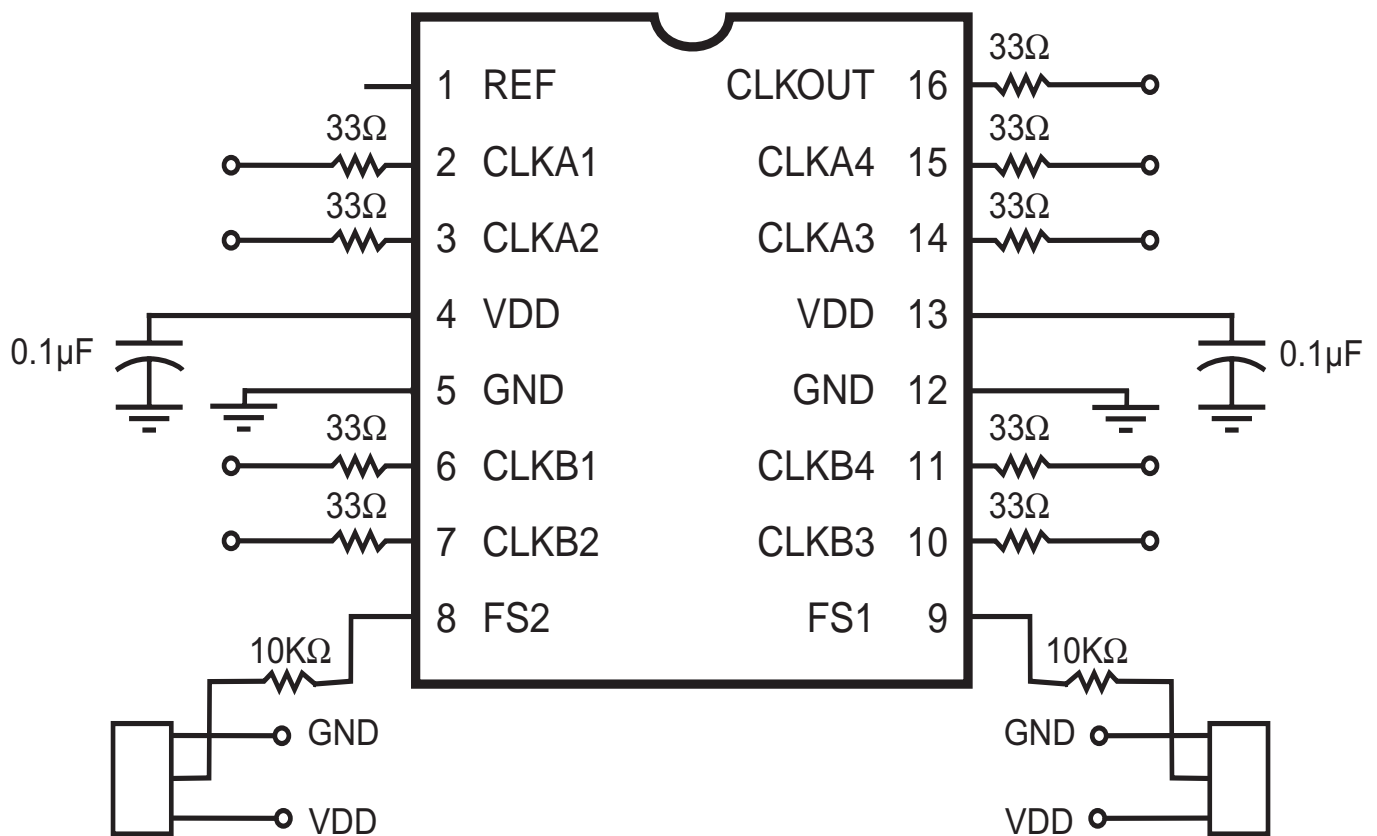 33Ω
1 REF CLKOUT 16
33Ω 33Ω
2 CLKA1 CLKA4 15
33Ω 33Ω
3 CLKA2 CLKA3 14
4 VDD VDD 13
0.1µF 0.1µF
5 GND GND 12
33Ω 33Ω
6 CLKB1 CLKB4 11
33Ω 33Ω
7 CLKB2 CLKB3 10
8 FS2 FS1 9
10KΩ 10KΩ
GND GND
VDD VDD